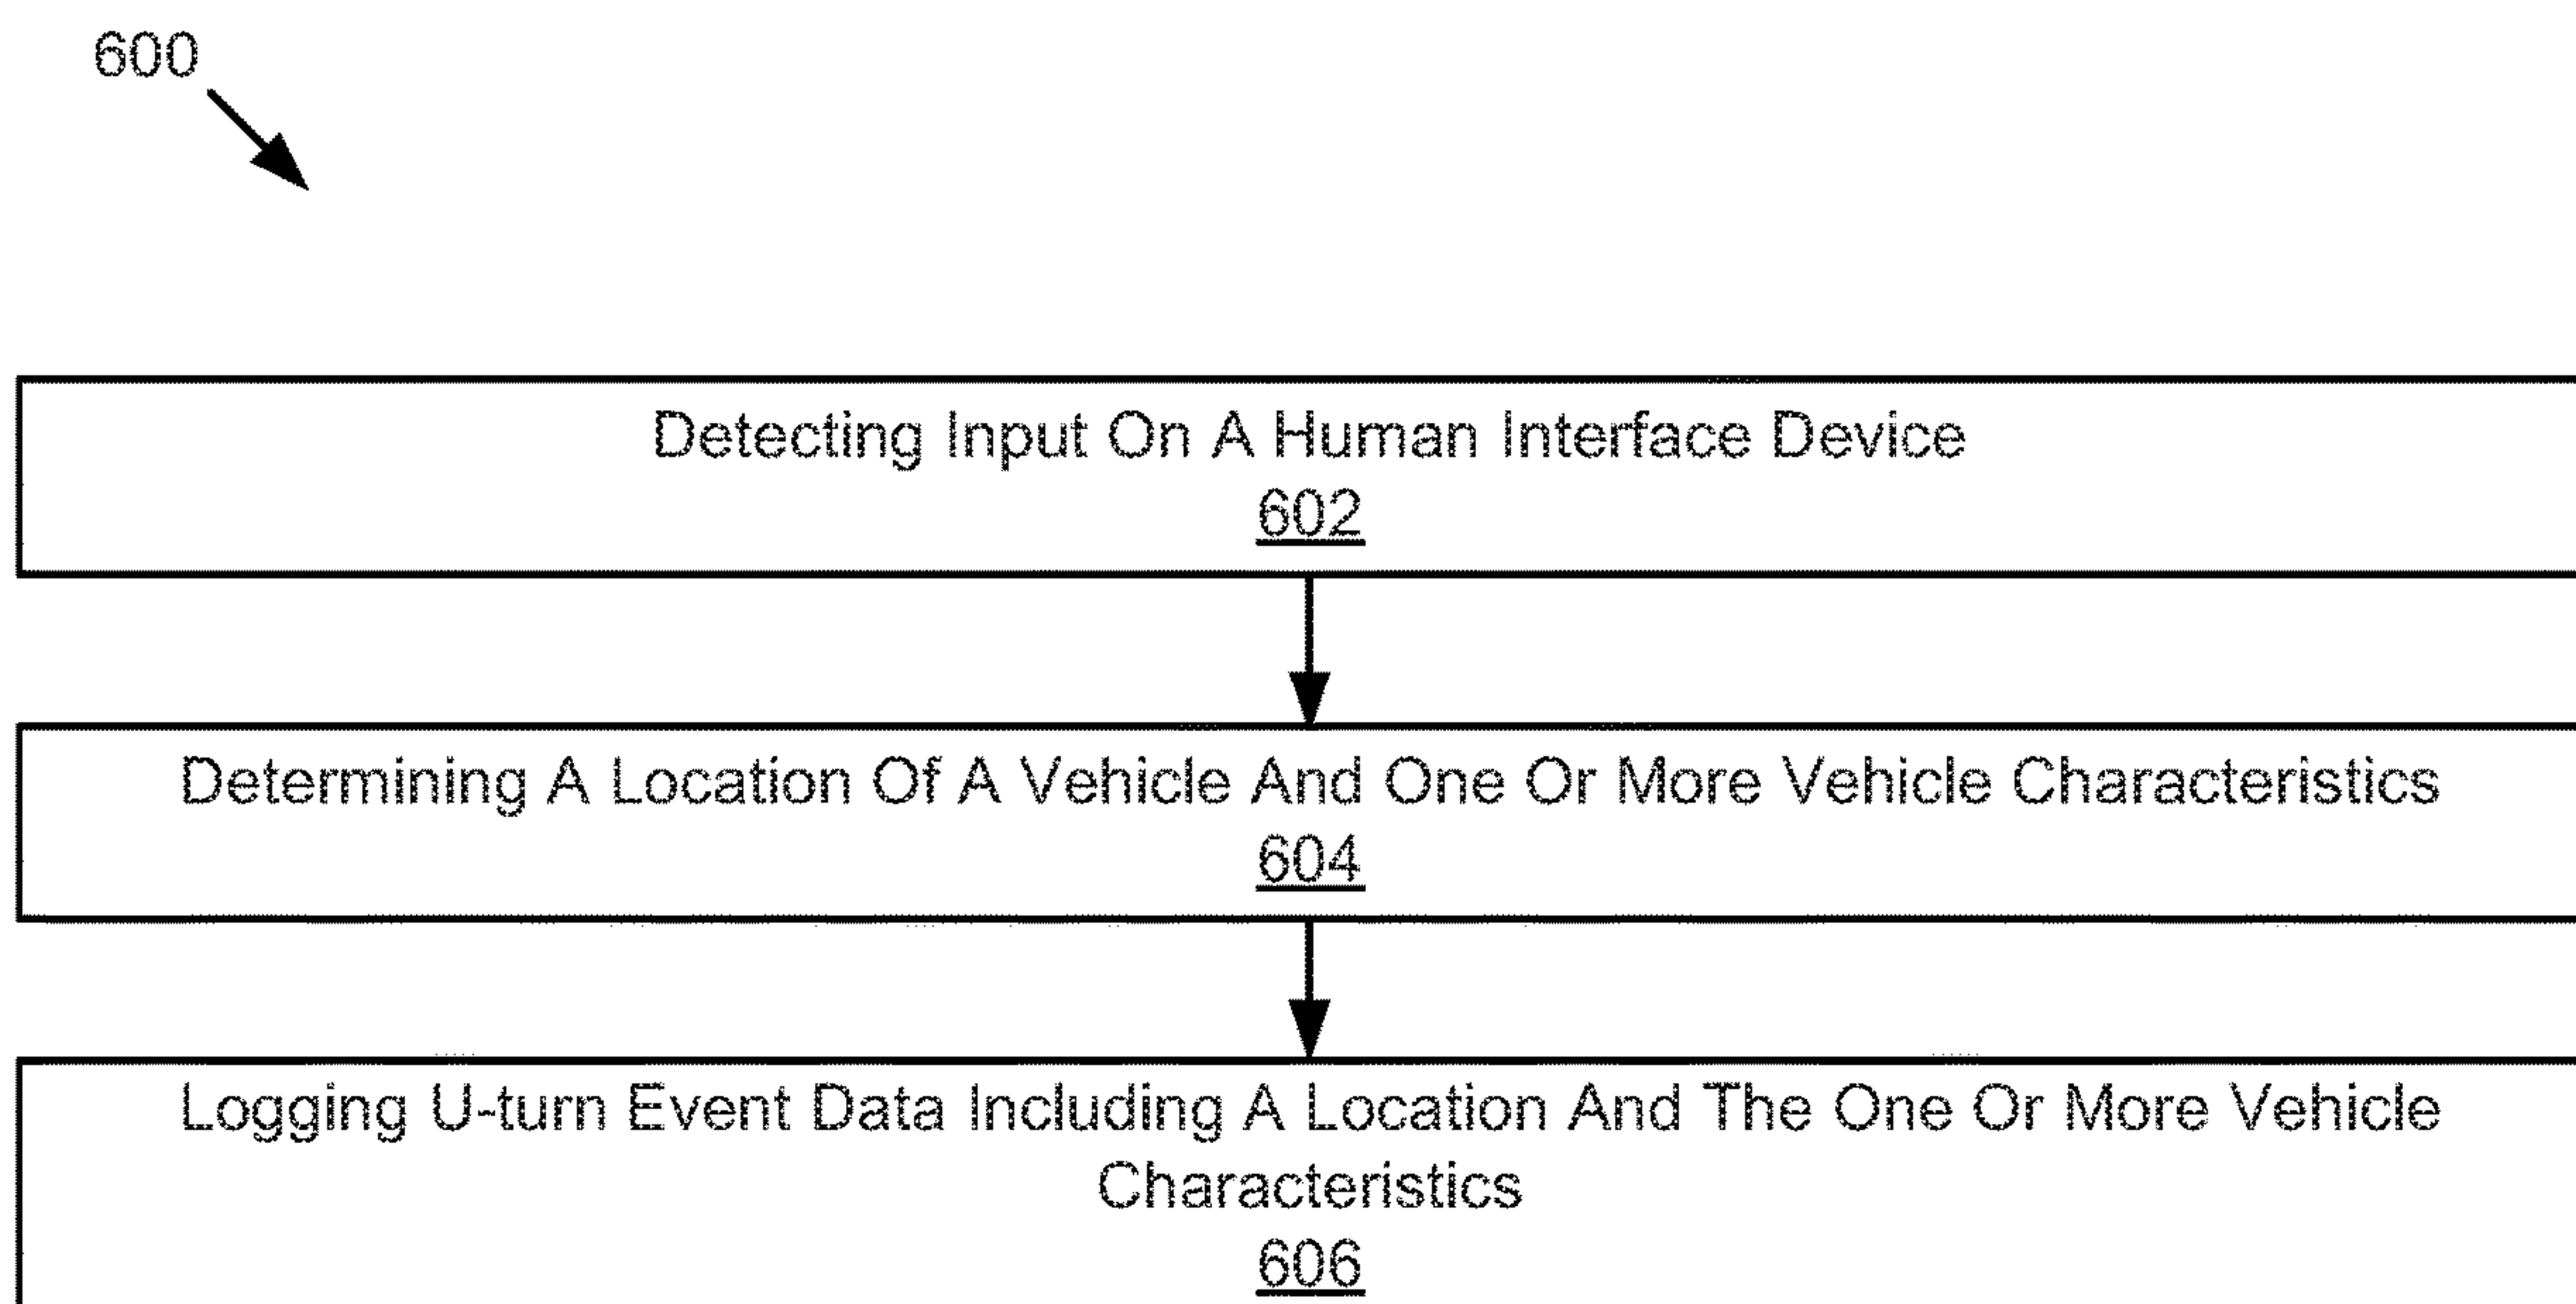 600
Detecting Input On A Human Interface Device
602
Determining A Location Of A Vehicle And One Or More Vehicle Characteristics
604
Logging U-turn Event Data Including A Location And The One Or More Vehicle
Characteristics
606